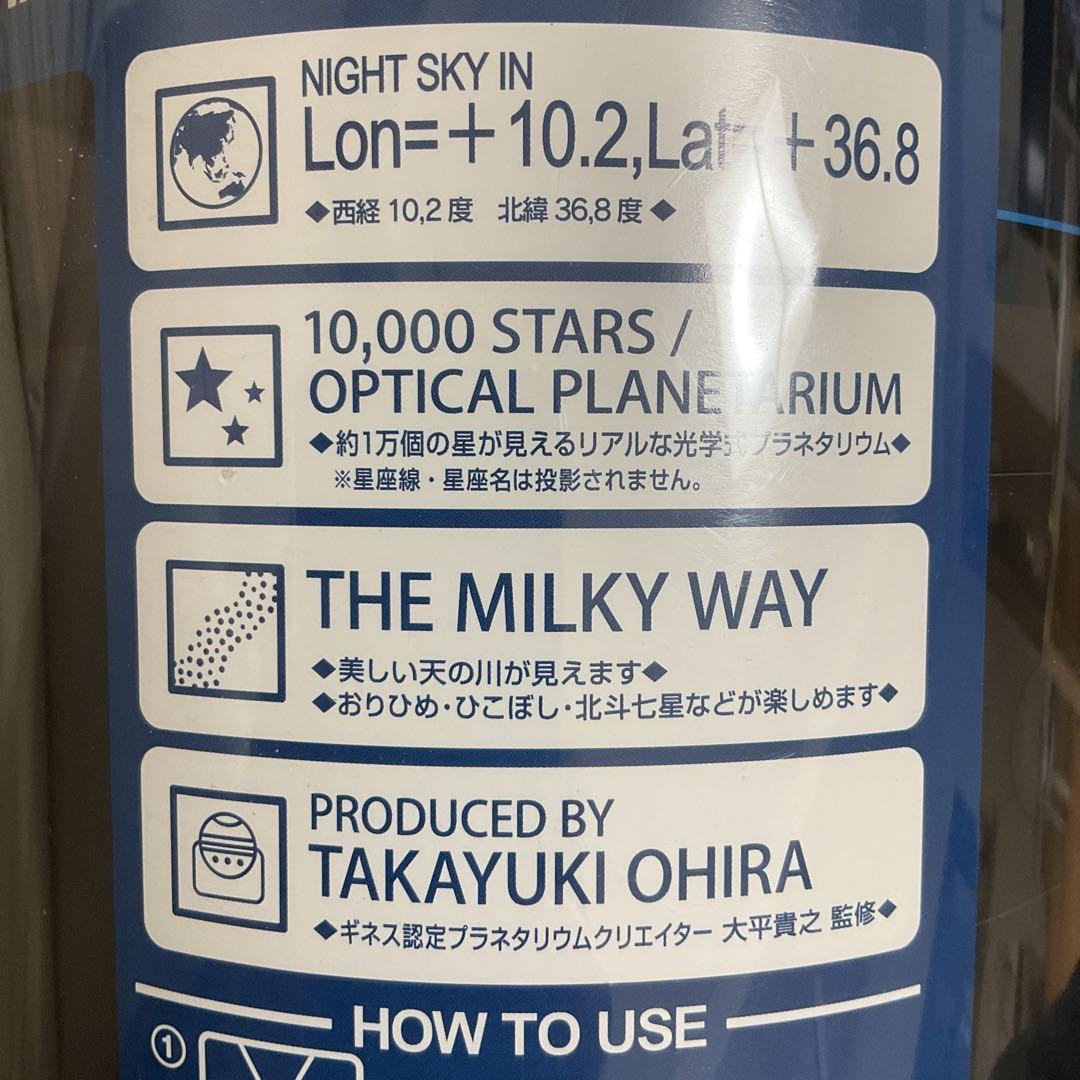 NIGHT SKY IN
Lon=+10.2,Lat=+36.8
◆西経10,2度 北緯36,8度◆
10,000 STARS /
OPTICAL PLANETARIUM
◆約1万個の星が見えるリアルな光学式プラネタリウム◆
※星座線・星座名は投影されません。
THE MILKY WAY
◆美しい天の川が見えます◆
◆おりひめ・ひこぼし・北斗七星などが楽しめます◆
PRODUCED BY
TAKAYUKI OHIRA
◆ギネス認定プラネタリウムクリエイター 大平貴之 監修◆
HOW TO USE
①